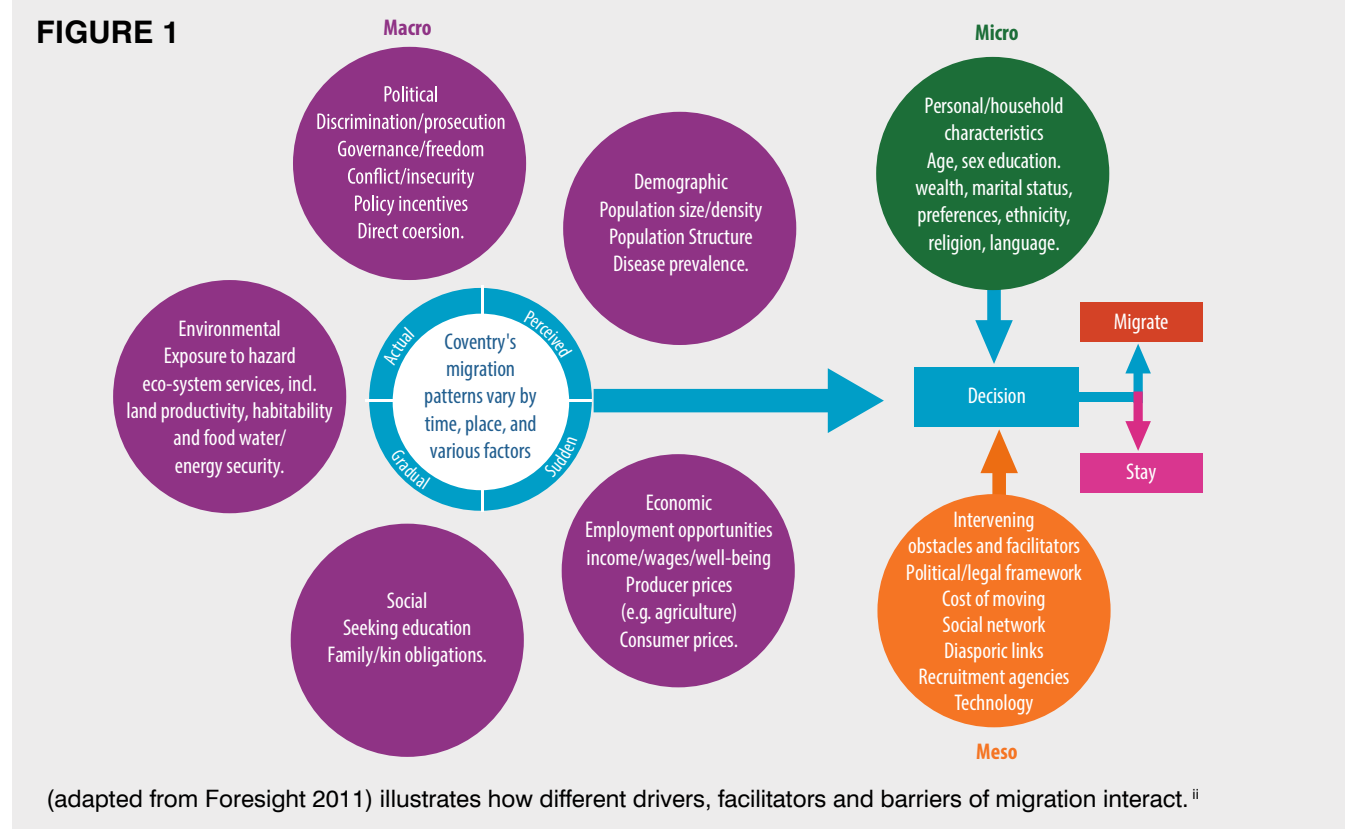 FIGURE 1
Macro
Political
Discrimination/prosecution
Governance/freedom
Conflict/insecurity
Policy incentives
Direct coersion.
Demographic
Population size/density
Population Structure
Disease prevalence.
Environmental
Exposure to hazard
eco-system services, incl.
land productivity, habitability
and food water/
energy security.
Actual
Perceived
Gradual
Sudden
Coventry's
migration
patterns vary by
time, place, and
various factors
Social
Seeking education
Family/kin obligations.
Economic
Employment opportunities
income/wages/well-being
Producer prices
(e.g. agriculture)
Consumer prices.
Micro
Personal/household
characteristics
Age, sex education.
wealth, marital status,
preferences, ethnicity,
religion, language.
Decision
Migrate
Stay
Intervening
obstacles and facilitators
Political/legal framework
Cost of moving
Social network
Diasporic links
Recruitment agencies
Technology
Meso
(adapted from Foresight 2011) illustrates how different drivers, facilitators and barriers of migration interact. ii